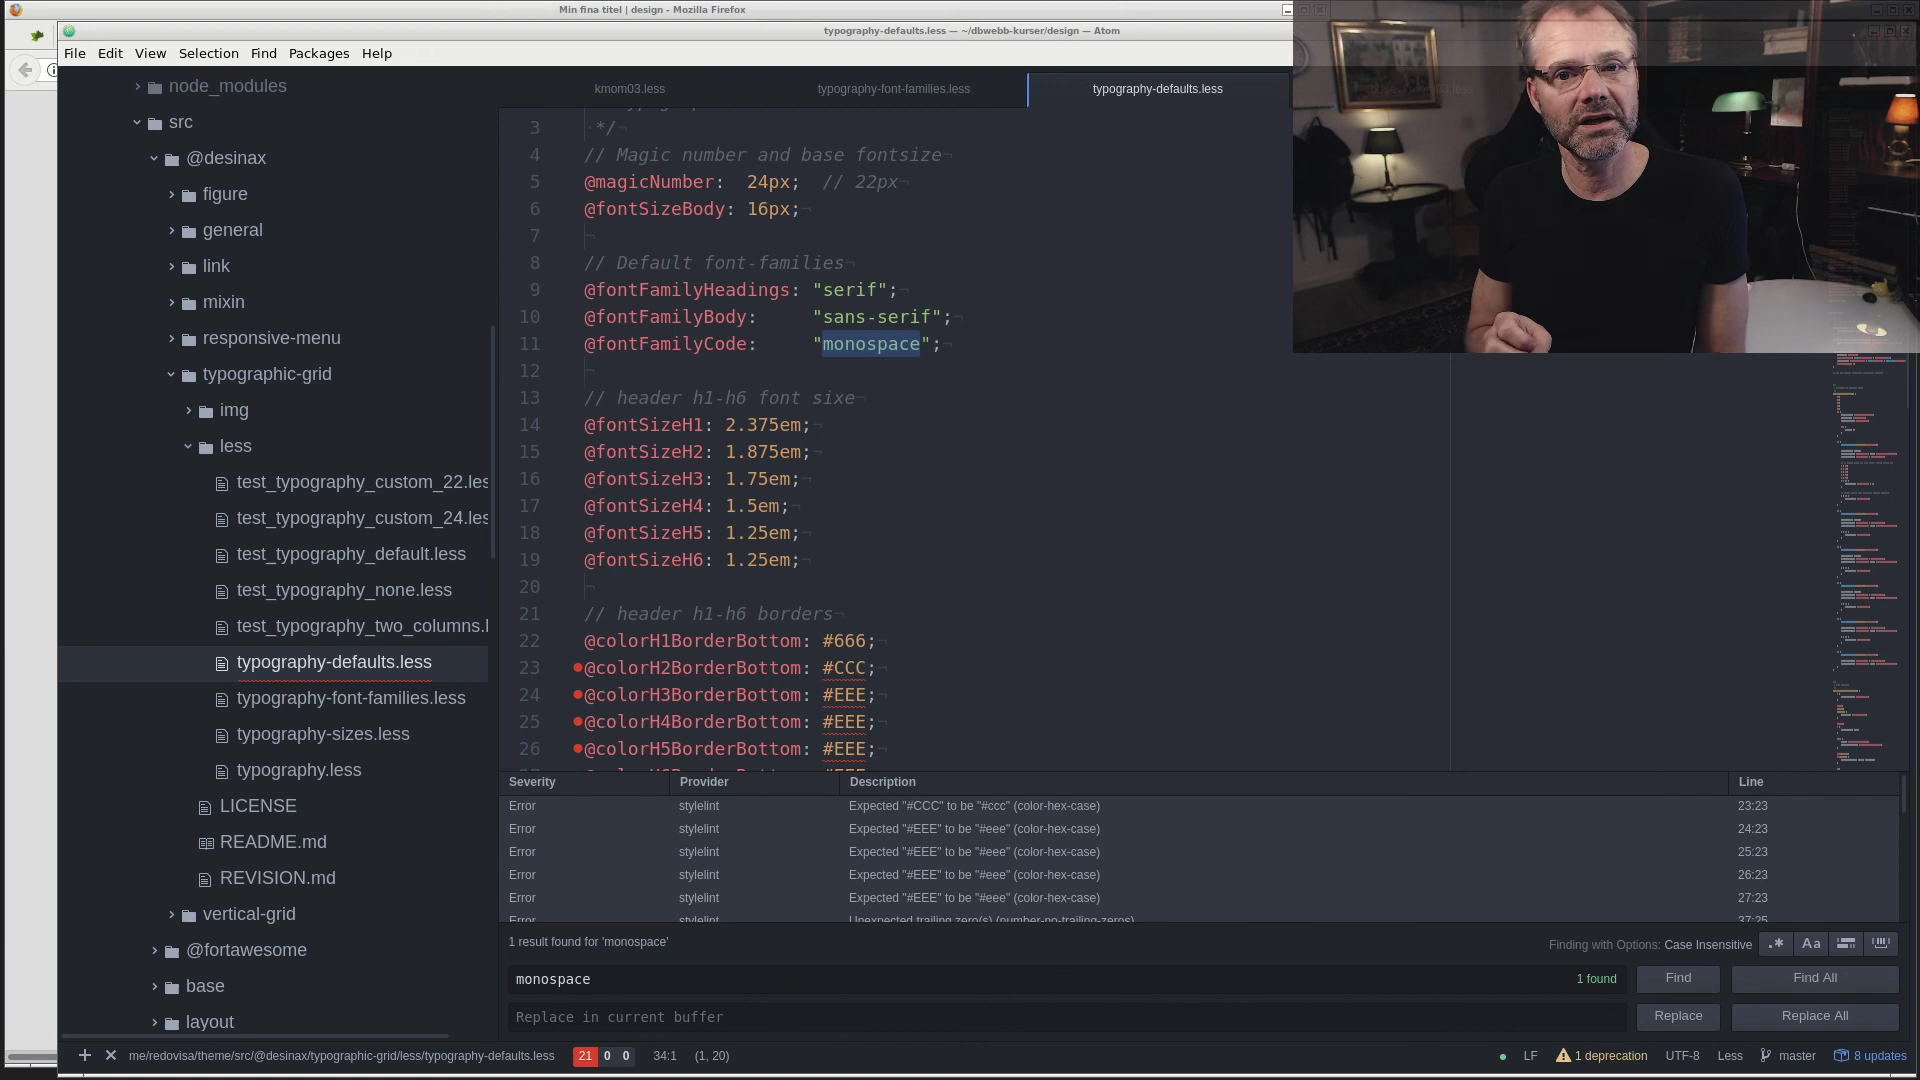 Min fina titel | design - Mozilla Firefox
typography-defaults.less — ~/dbwebb-kurser/design — Atom
File Edit View Selection Find Packages Help
node_modules
src
@desinax
figure
general
link
mixin
responsive-menu
typographic-grid
img
less
test_typography_custom_22.les
test_typography_custom_24.les
test_typography_default.less
test_typography_none.less
test_typography_two_columns.l
typography-defaults.less
typography-font-families.less
typography-sizes.less
typography.less
LICENSE
README.md
REVISION.md
vertical-grid
@fortawesome
base
layout
kmom03.less typography-font-families.less typography-defaults.less
3 */
4 // Magic number and base fontsize
5 @magicNumber: 24px; // 22px
6 @fontSizeBody: 16px;
7
8 // Default font-families
9 @fontFamilyHeadings: "serif";
10 @fontFamilyBody: "sans-serif";
11 @fontFamilyCode: "monospace";
12
13 // header h1-h6 font sixe
14 @fontSizeH1: 2.375em;
15 @fontSizeH2: 1.875em;
16 @fontSizeH3: 1.75em;
17 @fontSizeH4: 1.5em;
18 @fontSizeH5: 1.25em;
19 @fontSizeH6: 1.25em;
20
21 // header h1-h6 borders
22 @colorH1BorderBottom: #666;
23 @colorH2BorderBottom: #CCC;
24 @colorH3BorderBottom: #EEE;
25 @colorH4BorderBottom: #EEE;
26 @colorH5BorderBottom: #EEE;
Severity Provider Description Line
Error stylelint Expected "#CCC" to be "#ccc" (color-hex-case) 23:23
Error stylelint Expected "#EEE" to be "#eee" (color-hex-case) 24:23
Error stylelint Expected "#EEE" to be "#eee" (color-hex-case) 25:23
Error stylelint Expected "#EEE" to be "#eee" (color-hex-case) 26:23
Error stylelint Expected "#EEE" to be "#eee" (color-hex-case) 27:23
Error stylelint Unexpected trailing zero(s) (number-no-trailing-zeros) 37:25
1 result found for 'monospace'
Finding with Options: Case Insensitive .* Aa
monospace 1 found Find Find All
Replace in current buffer Replace Replace All
me/redovisa/theme/src/@desinax/typographic-grid/less/typography-defaults.less 21 0 0 34:1 (1, 20) LF 1 deprecation UTF-8 Less master 8 updates